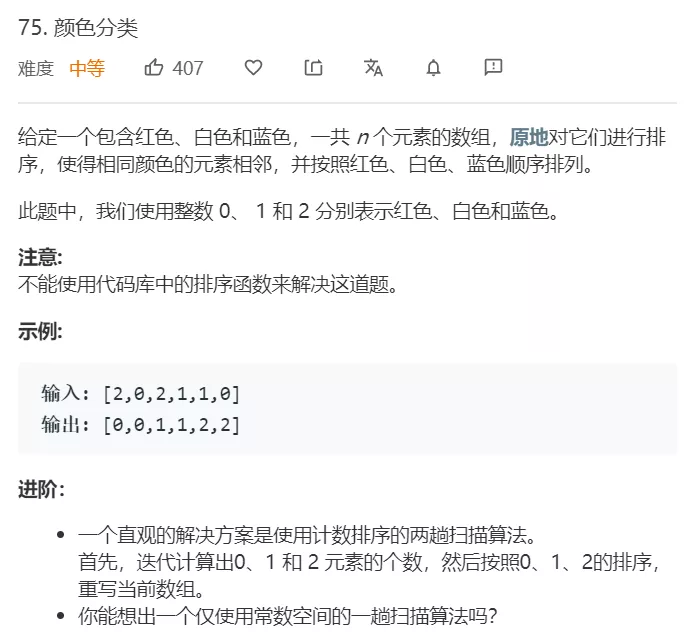 75. 颜色分类
难度 中等 407
给定一个包含红色、白色和蓝色，一共 n 个元素的数组，原地对它们进行排
序，使得相同颜色的元素相邻，并按照红色、白色、蓝色顺序排列。
此题中，我们使用整数 0、 1 和 2 分别表示红色、白色和蓝色。
注意:
不能使用代码库中的排序函数来解决这道题。
示例:
输入: [2,0,2,1,1,0]
输出: [0,0,1,1,2,2]
进阶：
一个直观的解决方案是使用计数排序的两趟扫描算法。
首先，迭代计算出0、1 和 2 元素的个数，然后按照0、1、2的排序，
重写当前数组。
你能想出一个仅使用常数空间的一趟扫描算法吗？